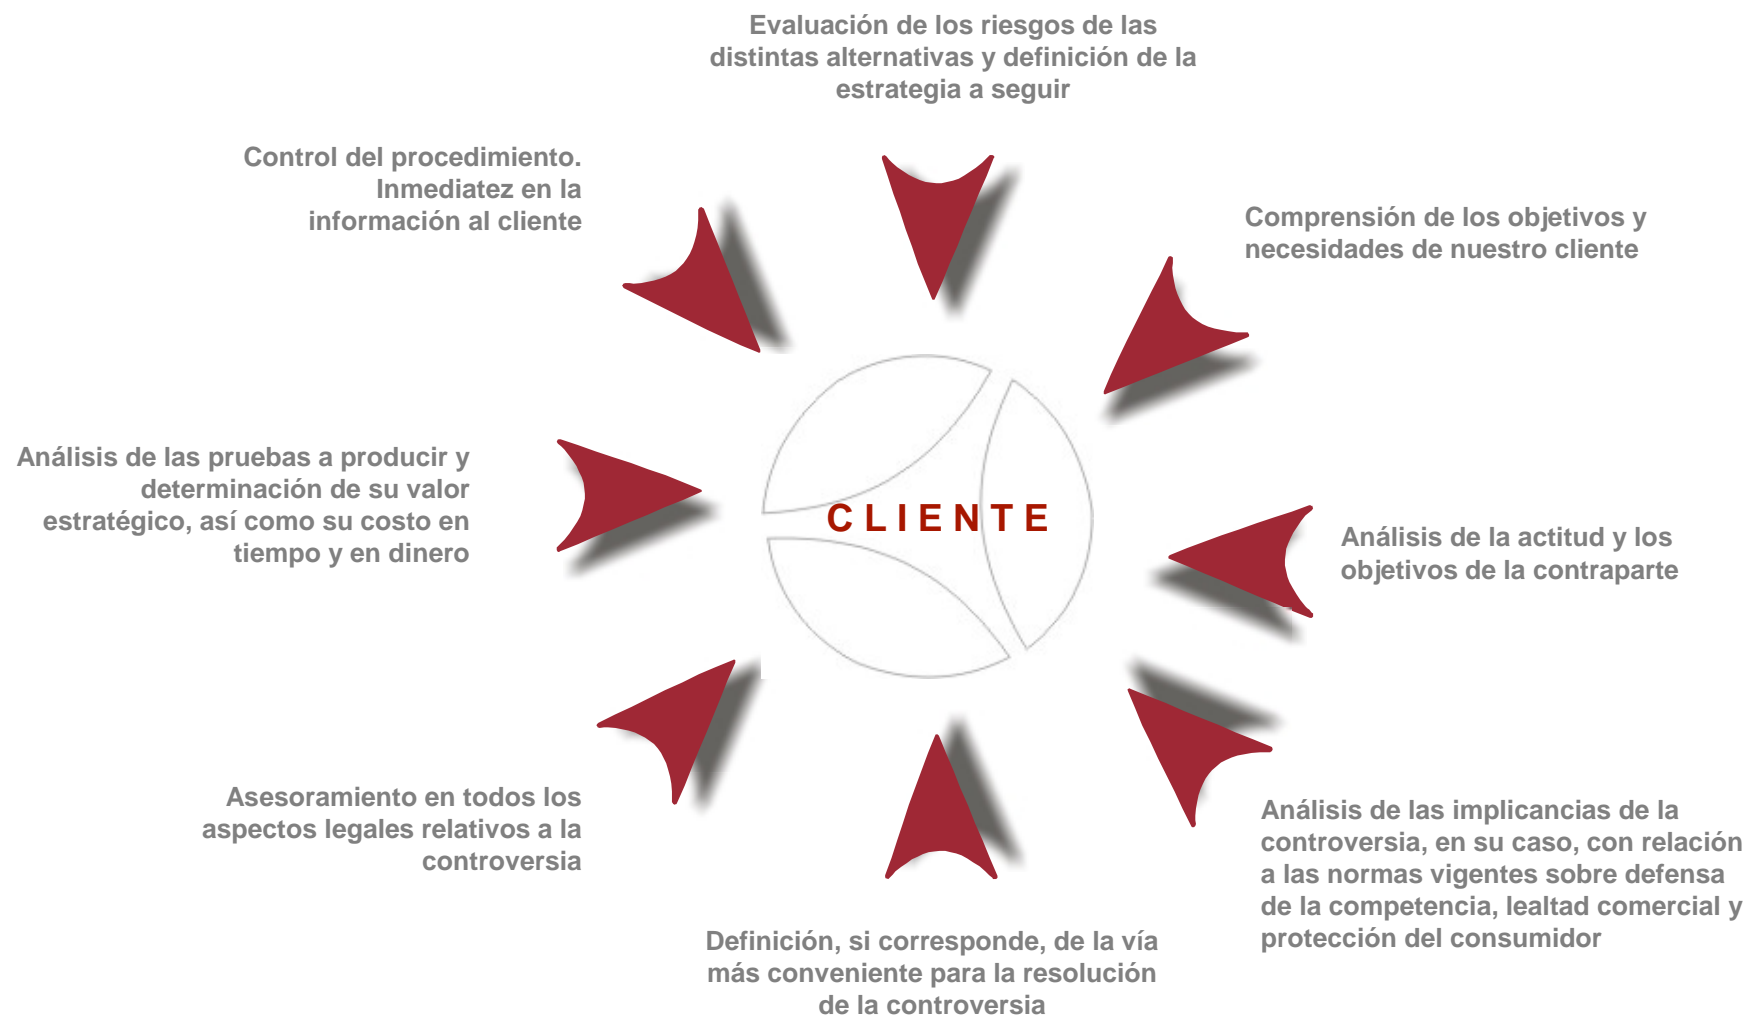 Evaluación de los riesgos de las
distintas alternativas y definición de la
estrategia a seguir
Control del procedimiento.
Inmediatez en la
información al cliente
Comprensión de los objetivos y
necesidades de nuestro cliente
Análisis de las pruebas a producir y
determinación de su valor
estratégico, así como su costo en
tiempo y en dinero
CLIENTE
Análisis de la actitud y los
objetivos de la contraparte
Asesoramiento en todos los
aspectos legales relativos a la
controversia
Análisis de las implicancias de la
controversia, en su caso, con relación
a las normas vigentes sobre defensa
de la competencia, lealtad comercial y
protección del consumidor
Definición, si corresponde, de la vía
más conveniente para la resolución
de la controversia